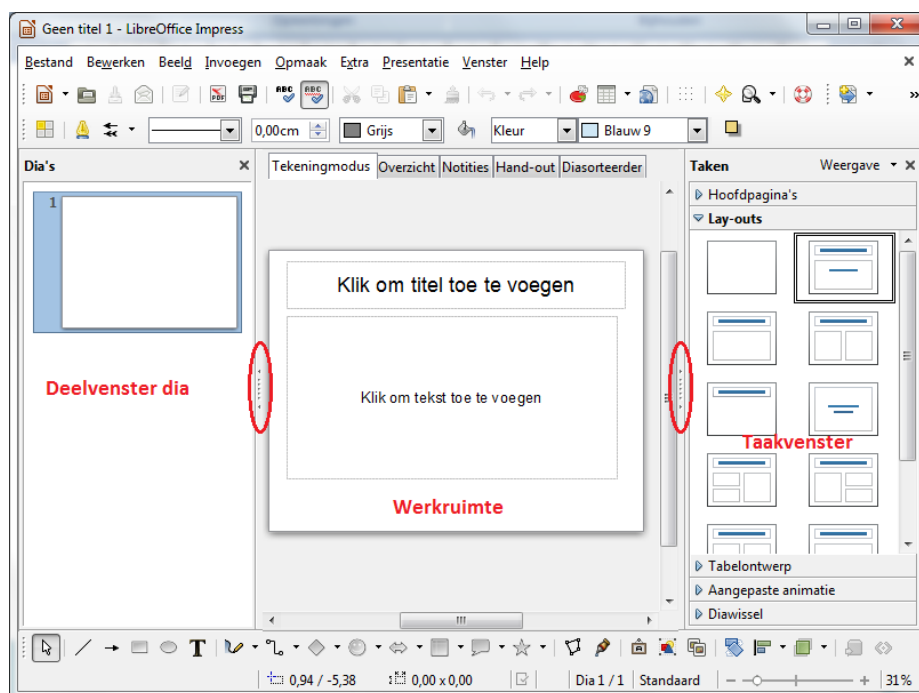 Geen titel 1 - LibreOffice Impress
Bestand Bewerken Beeld Invoegen Opmaak Extra Presentatie Venster Help
0,00cm Grijs Kleur Blauw 9
Dia's Tekeningmodus Overzicht Notities Hand-out Diasorteerder Taken Weergave
1
Hoofdpagina's
Lay-outs
Klik om titel toe te voegen
Deelvenster dia
Klik om tekst toe te voegen
Taakvenster
Werkruimte
Tabelontwerp
Aangepaste animatie
Diawissel
0,94 / -5,38 0,00 x 0,00 Dia 1 / 1 Standaard 31%